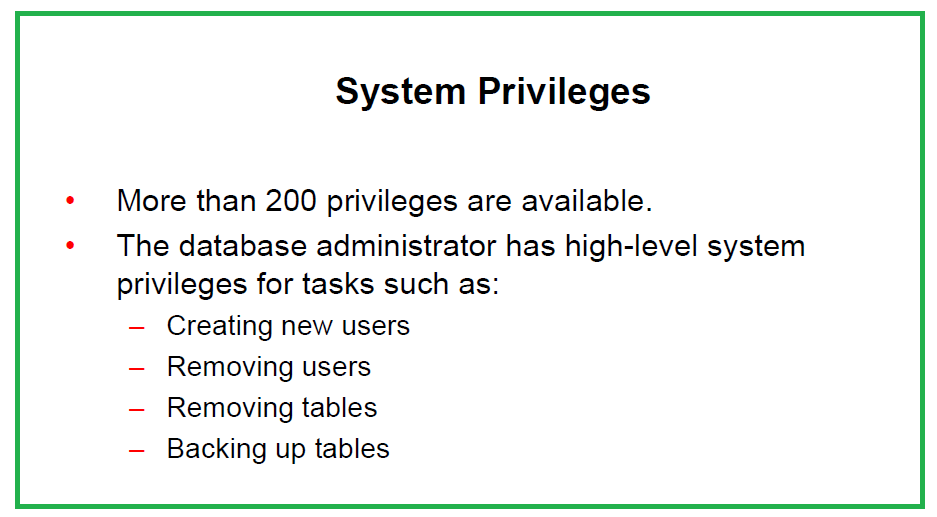 System Privileges
• More than 200 privileges are available.
• The database administrator has high-level system
privileges for tasks such as:
– Creating new users
– Removing users
– Removing tables
– Backing up tables